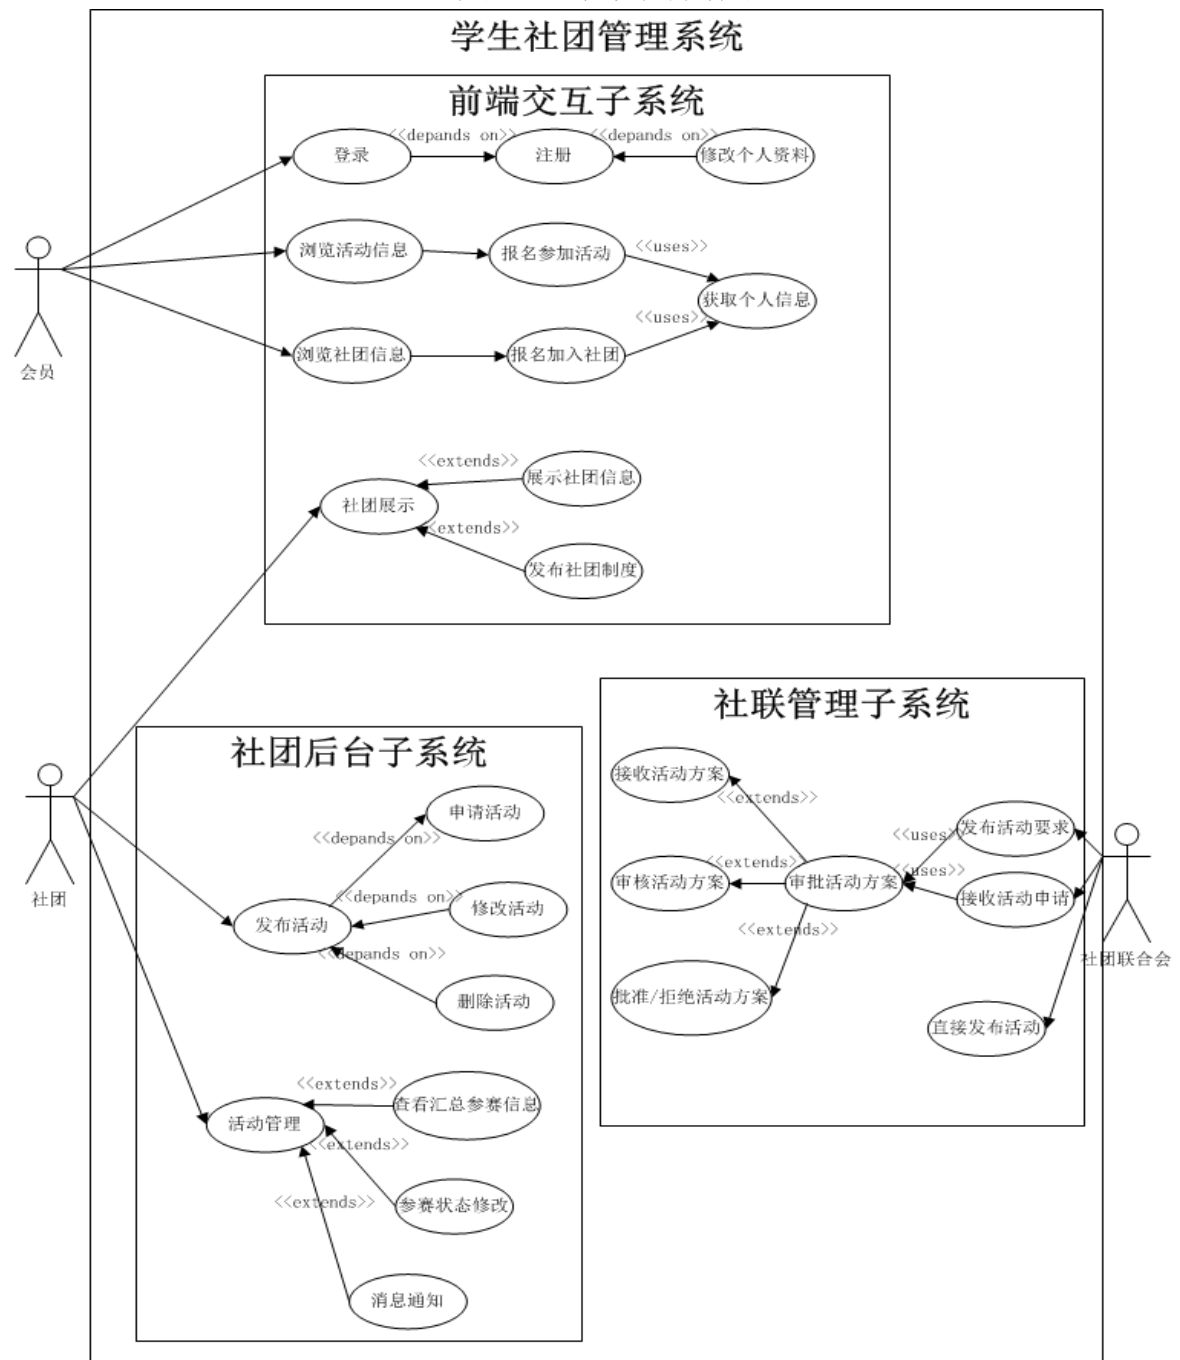 学生社团管理系统
前端交互子系统
<<depands on>>
<<depands on>>
登录
注册
修改个人资料
浏览活动信息
报名参加活动
<<uses>>
获取个人信息
<<uses>>
浏览社团信息
报名加入社团
会员
<<extends>>
展示社团信息
社团展示
<<extends>>
发布社团制度
社团后台子系统
申请活动
<<depands on>>
社团
<<depands on>>
修改活动
发布活动
<<depands on>>
删除活动
<<extends>>
查看汇总参赛信息
活动管理
<<extends>>
<<extends>>
参赛状态修改
消息通知
社联管理子系统
接收活动方案
<<extends>>
<<uses>>
发布活动要求
<<extends>>
<<uses>>
审核活动方案
审批活动方案
接收活动申请
<<extends>>
社团联合会
批准/拒绝活动方案
直接发布活动